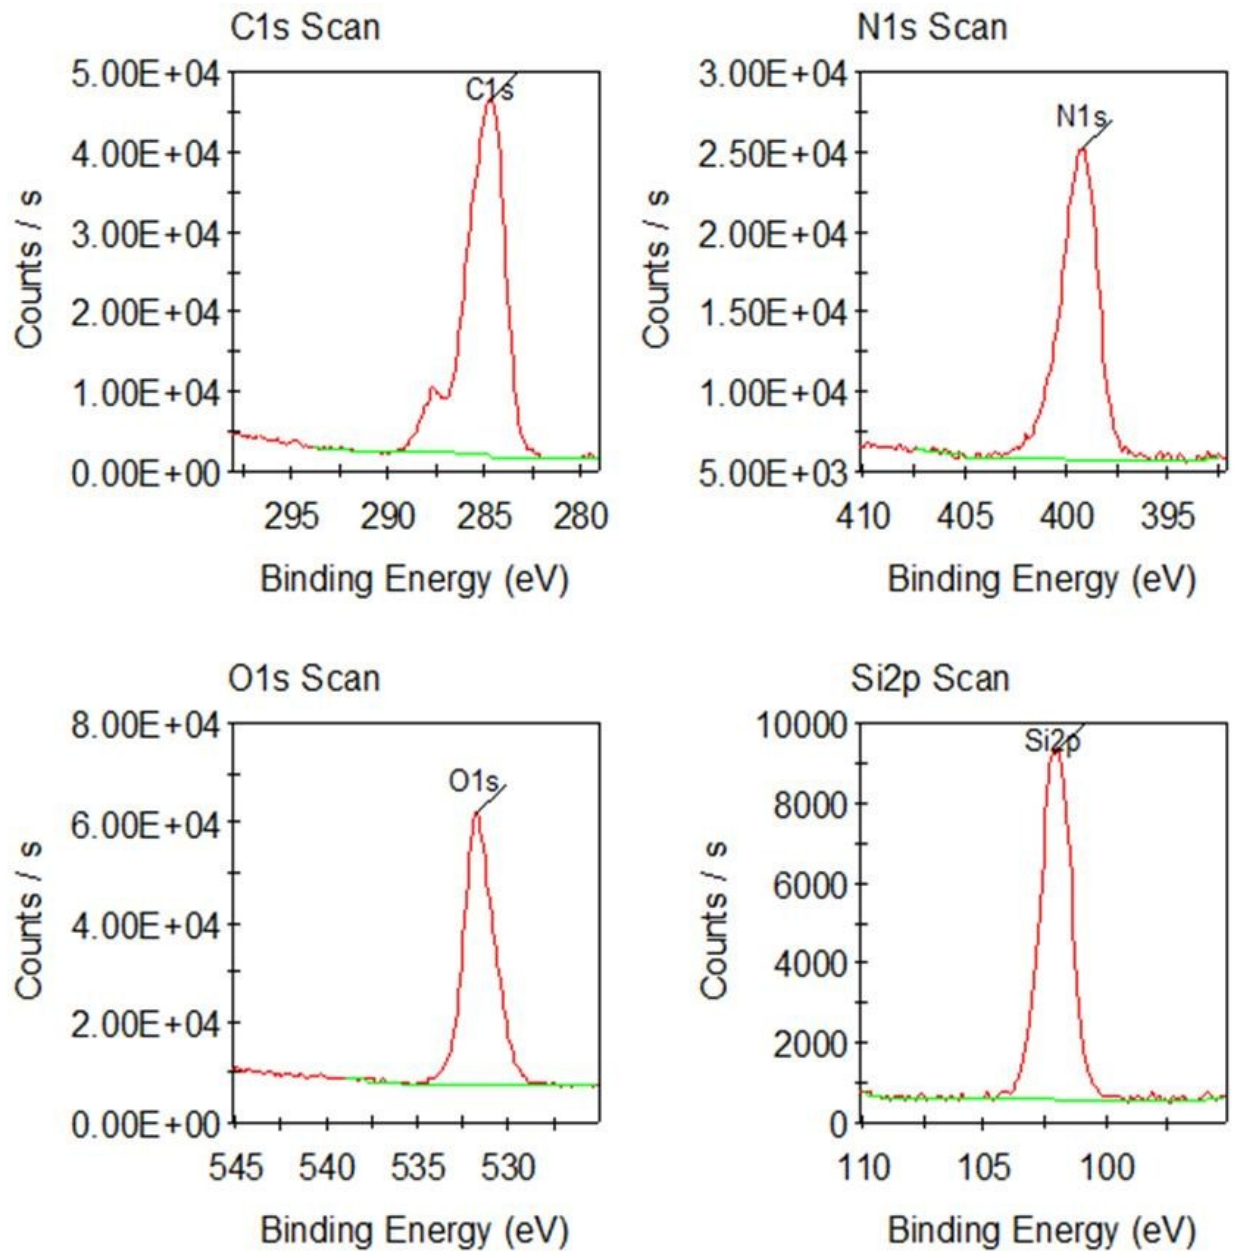 C1s Scan
5.00E+04
4.00E+04
3.00E+04
2.00E+04
1.00E+04
0.00E+00
Counts / s
C1s
295 290 285 280
Binding Energy (eV)
N1s Scan
3.00E+04
2.50E+04
2.00E+04
1.50E+04
1.00E+04
5.00E+03
Counts / s
N1s
410 405 400 395
Binding Energy (eV)
O1s Scan
8.00E+04
6.00E+04
4.00E+04
2.00E+04
0.00E+00
Counts / s
O1s
545 540 535 530
Binding Energy (eV)
Si2p Scan
10000
8000
6000
4000
2000
0
Counts / s
Si2p
110 105 100
Binding Energy (eV)